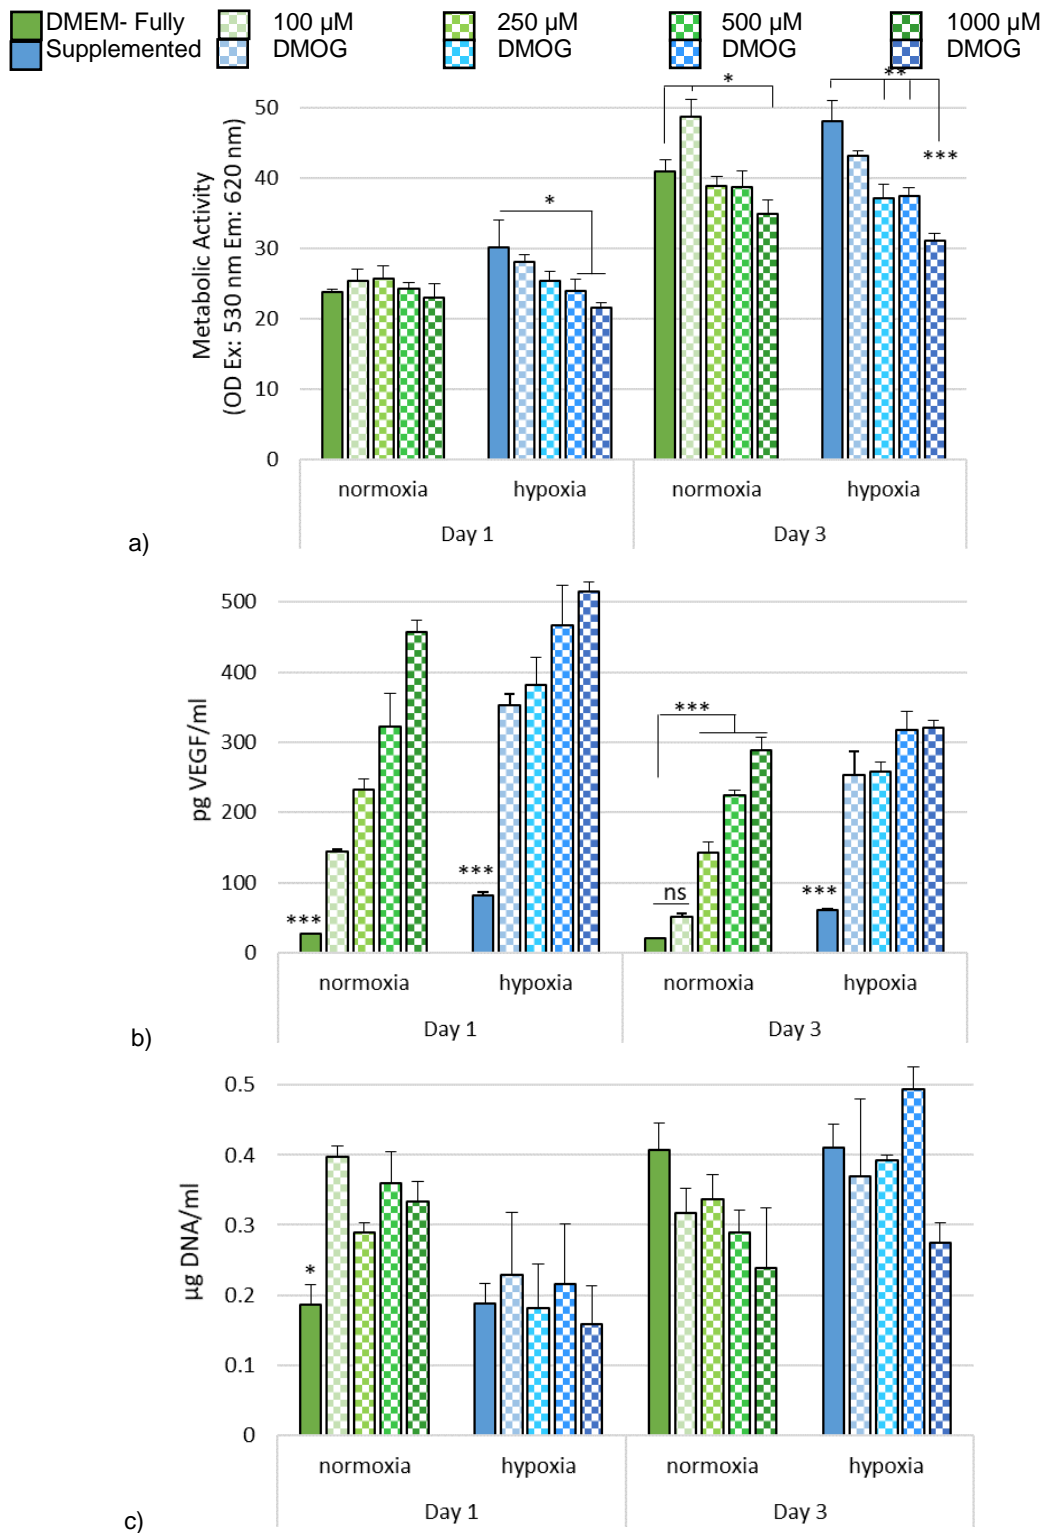 DMEM- Fully Supplemented
100 µM DMOG
250 µM DMOG
500 µM DMOG
1000 µM DMOG
Metabolic Activity
(OD Ex: 530 nm Em: 620 nm)
50
40
30
20
10
0
*
*
**
***
normoxia
hypoxia
normoxia
hypoxia
Day 1
Day 3
a)
pg VEGF/ml
500
400
300
200
100
0
***
***
***
ns
***
normoxia
hypoxia
normoxia
hypoxia
Day 1
Day 3
b)
µg DNA/ml
0.5
0.4
0.3
0.2
0.1
0
*
normoxia
hypoxia
normoxia
hypoxia
Day 1
Day 3
c)